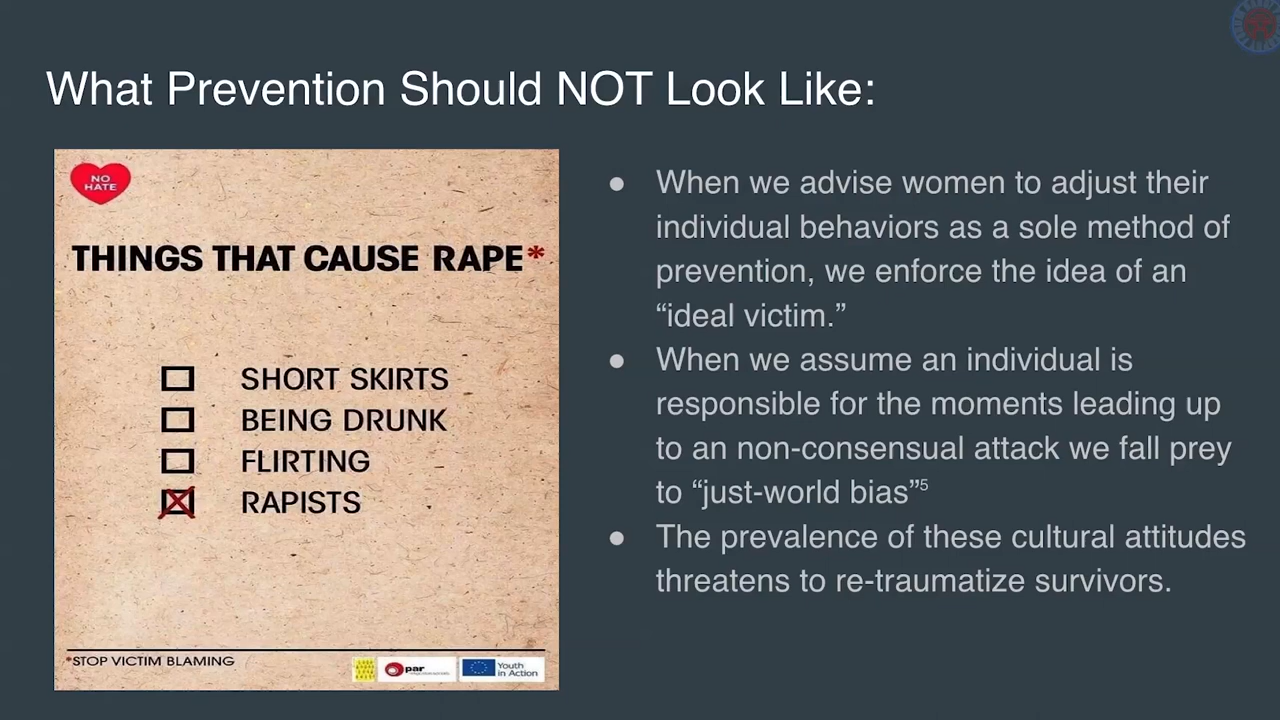 What Prevention Should NOT Look Like:
NO
HATE
THINGS THAT CAUSE RAPE*
SHORT SKIRTS
BEING DRUNK
FLIRTING
RAPISTS
*STOP VICTIM BLAMING
par
Youth
in Action
● When we advise women to adjust their
individual behaviors as a sole method of
prevention, we enforce the idea of an
“ideal victim.”
● When we assume an individual is
responsible for the moments leading up
to an non-consensual attack we fall prey
to “just-world bias”5
● The prevalence of these cultural attitudes
threatens to re-traumatize survivors.